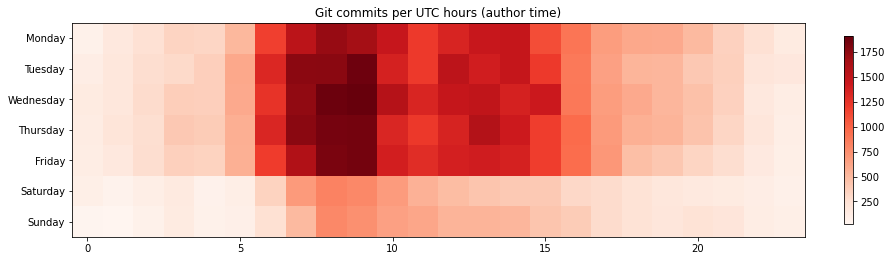 Git commits per UTC hours (author time)
Monday
Tuesday
Wednesday
Thursday
Friday
Saturday
Sunday
0 5 10 15 20
1750
1500
1250
1000
750
500
250